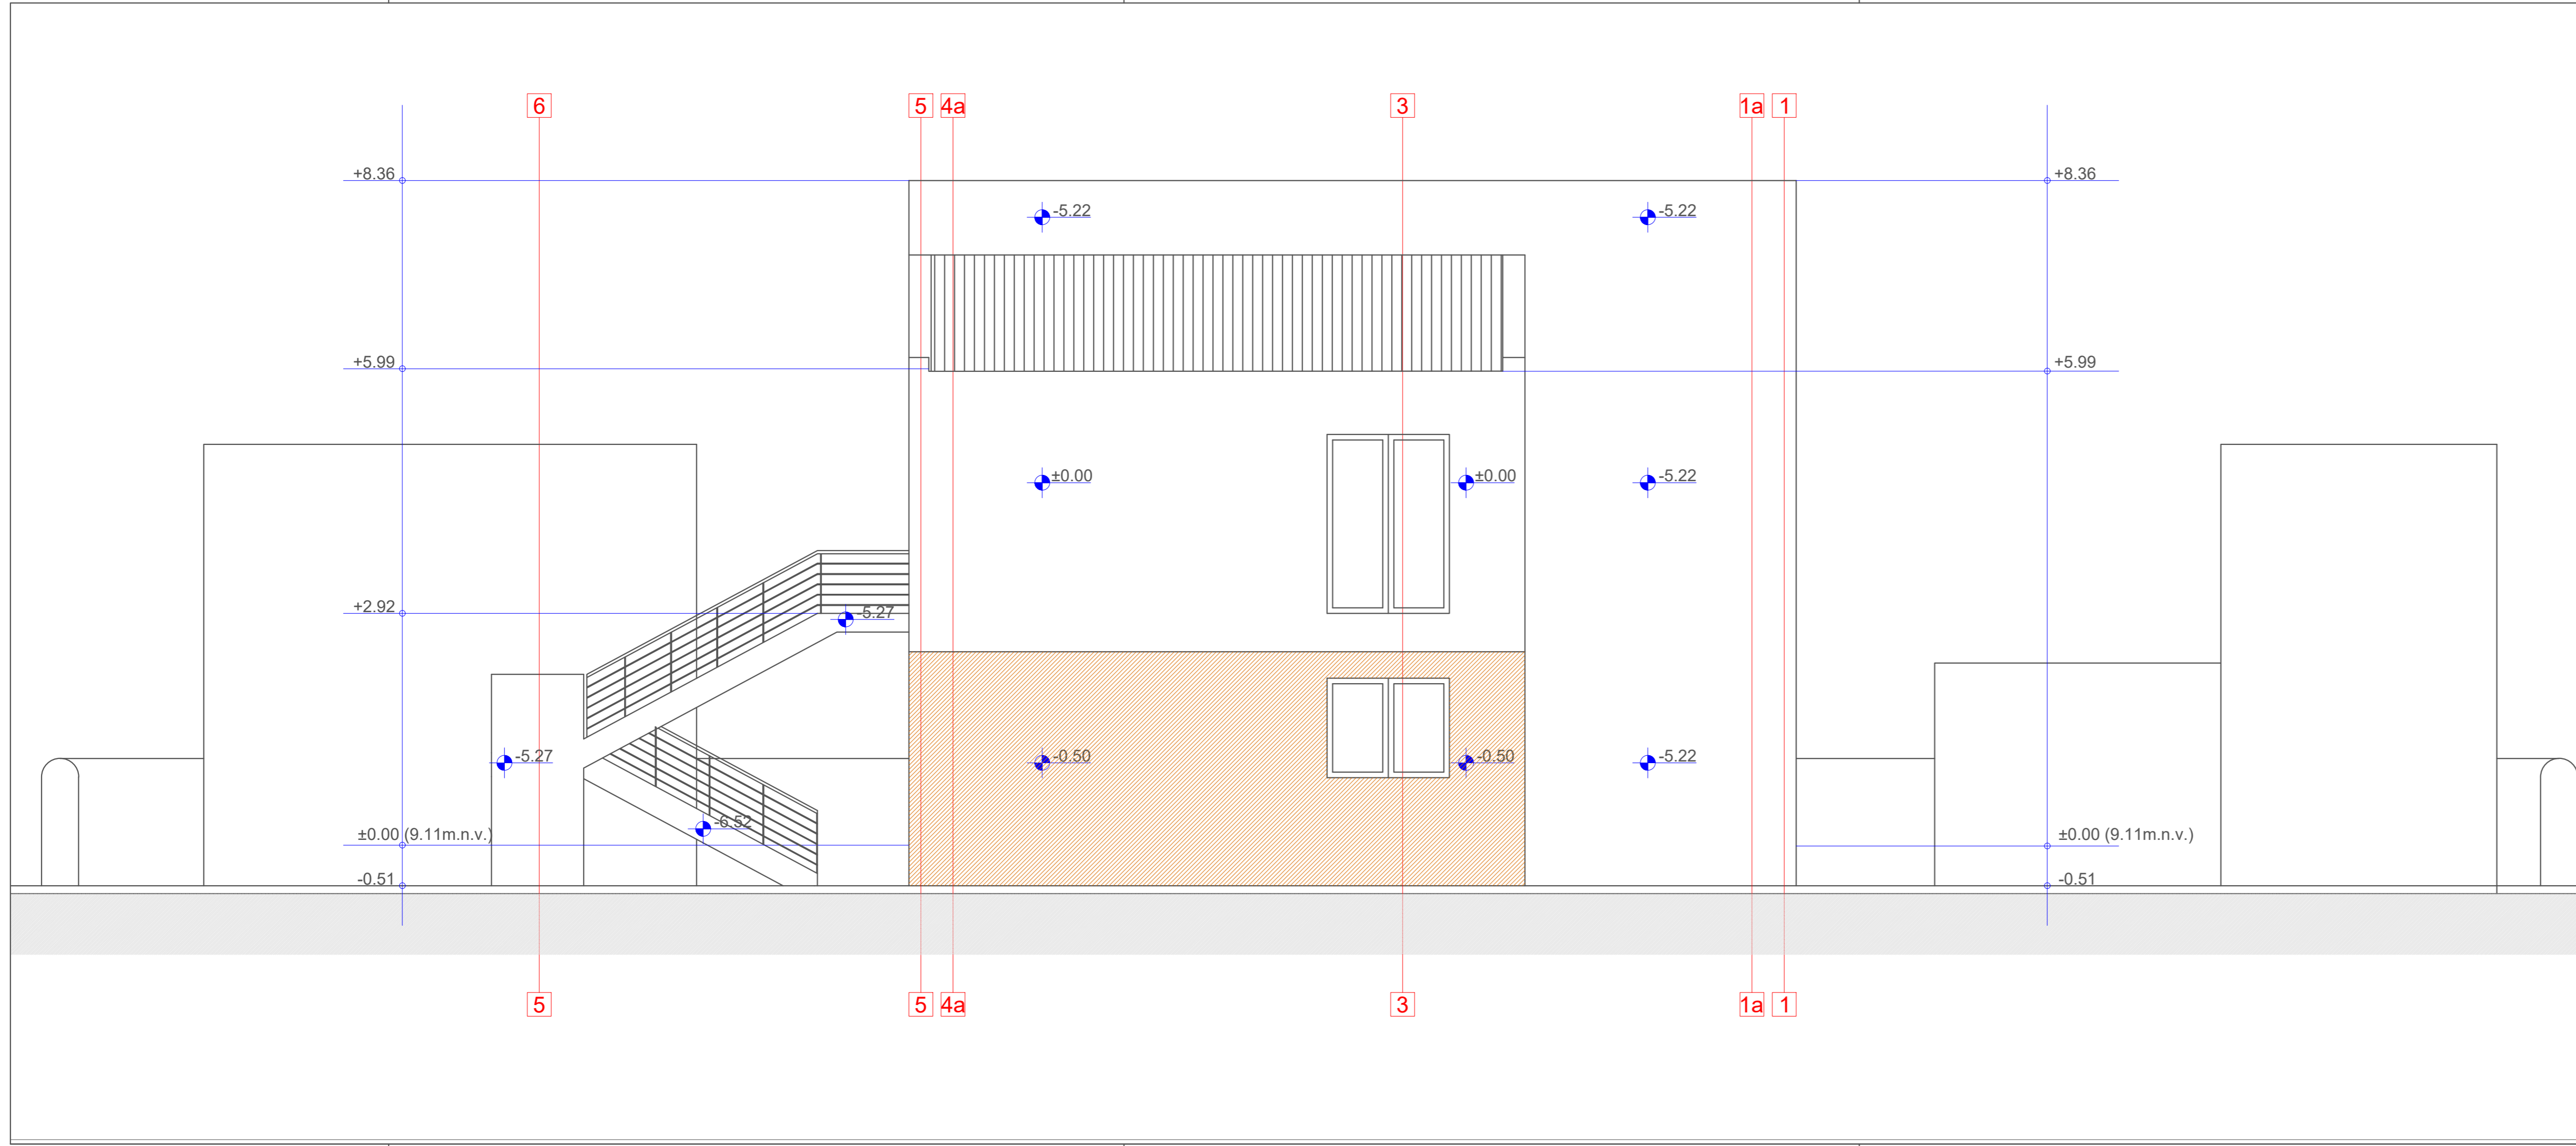 6 5 4a 3 1a 1
+8.36 +8.36
-5.22 -5.22
+5.99 +5.99
±0.00 ±0.00 -5.22
+2.92 -5.27
-5.27 -0.50 -0.50 -5.22
-6.52
±0.00 (9.11m.n.v.) ±0.00 (9.11m.n.v.)
-0.51 -0.51
5 5 4a 3 1a 1